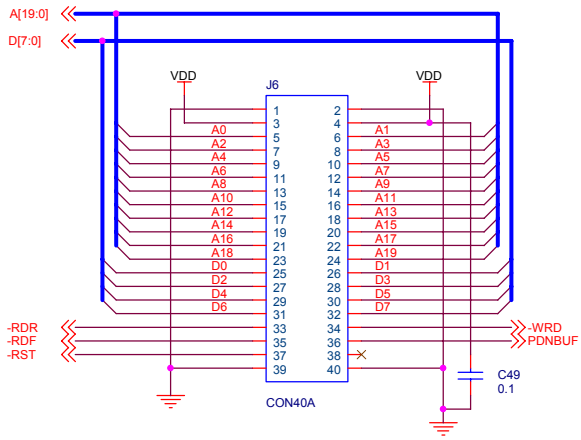 A[19:0]
D[7:0]
VDD J6 VDD
1 2
3 4
A0 5 6 A1
A2 7 8 A3
A4 9 10 A5
A6 11 12 A7
A8 13 14 A9
A10 15 16 A11
A12 17 18 A13
A14 19 20 A15
A16 21 22 A17
A18 23 24 A19
D0 25 26 D1
D2 27 28 D3
D4 29 30 D5
D6 31 32 D7
-RDR 33 34 -WRD
-RDF 35 36 PDNBUF
-RST 37 38
39 40
C49
0.1
CON40A